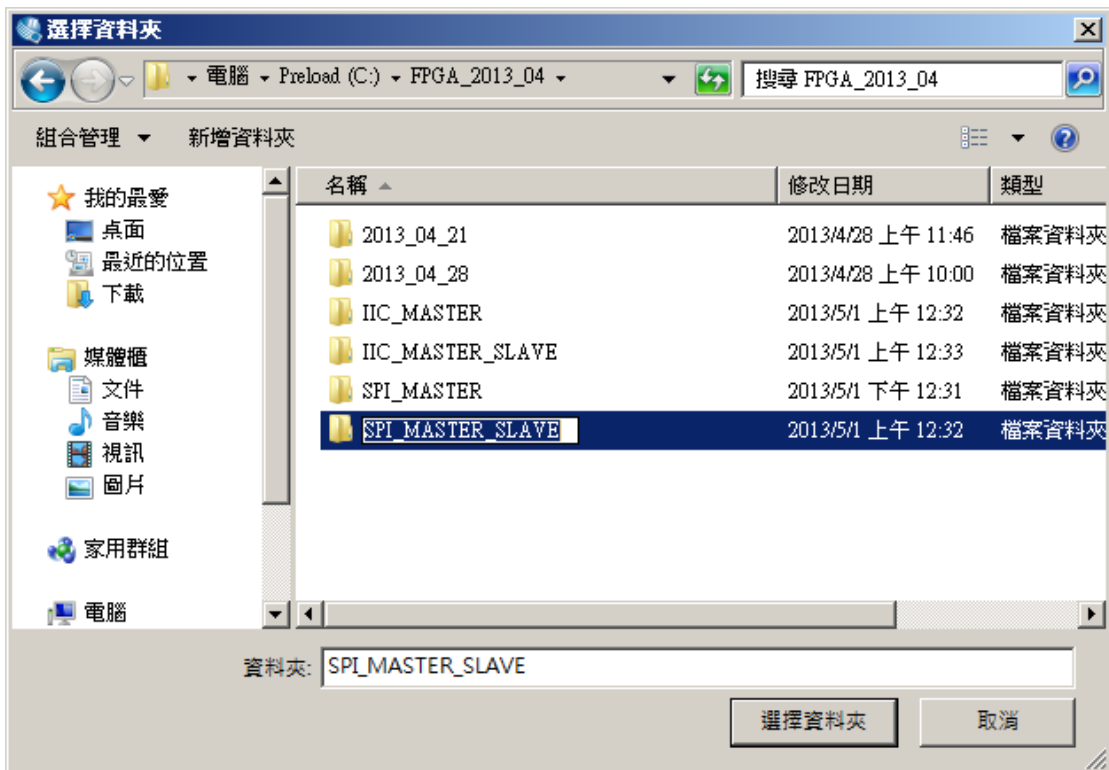 選擇資料夾
電腦 Preload (C:) FPGA_2013_04 搜尋 FPGA_2013_04
組合管理 新增資料夾
我的最愛
桌面
最近的位置
下載
媒體櫃
文件
音樂
視訊
圖片
家用群組
電腦
名稱 修改日期 類型
2013_04_21 2013/4/28 上午 11:46 檔案資料夾
2013_04_28 2013/4/28 上午 10:00 檔案資料夾
IIC_MASTER 2013/5/1 上午 12:32 檔案資料夾
IIC_MASTER_SLAVE 2013/5/1 上午 12:33 檔案資料夾
SPI_MASTER 2013/5/1 下午 12:31 檔案資料夾
SPI_MASTER_SLAVE 2013/5/1 上午 12:32 檔案資料夾
資料夾: SPI_MASTER_SLAVE
選擇資料夾 取消